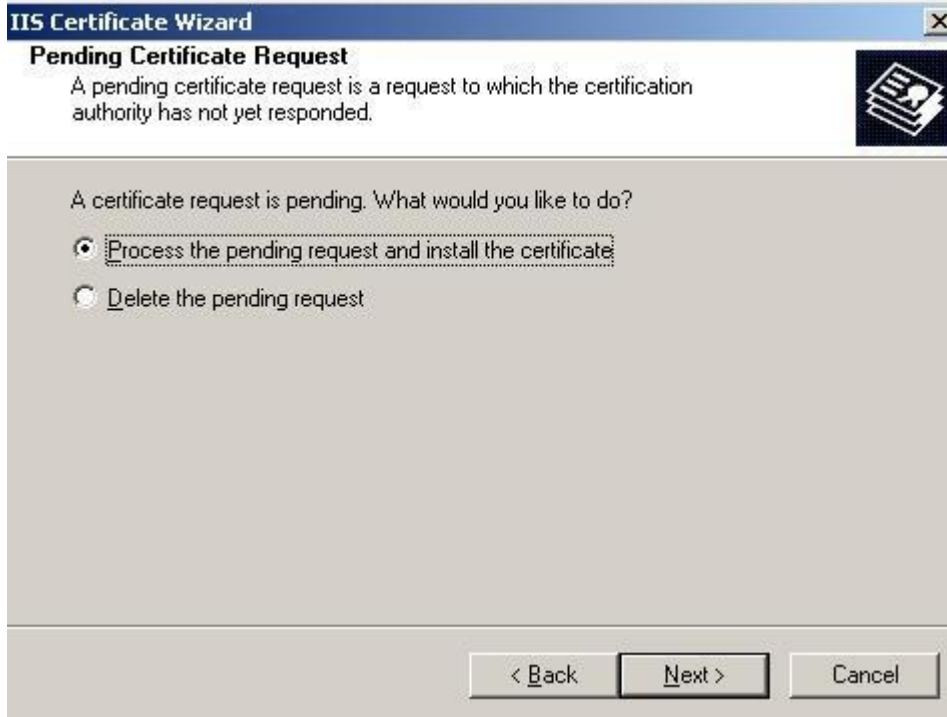 IIS Certificate Wizard
Pending Certificate Request
A pending certificate request is a request to which the certification
authority has not yet responded.
A certificate request is pending. What would you like to do?
Process the pending request and install the certificate
Delete the pending request
< Back
Next >
Cancel